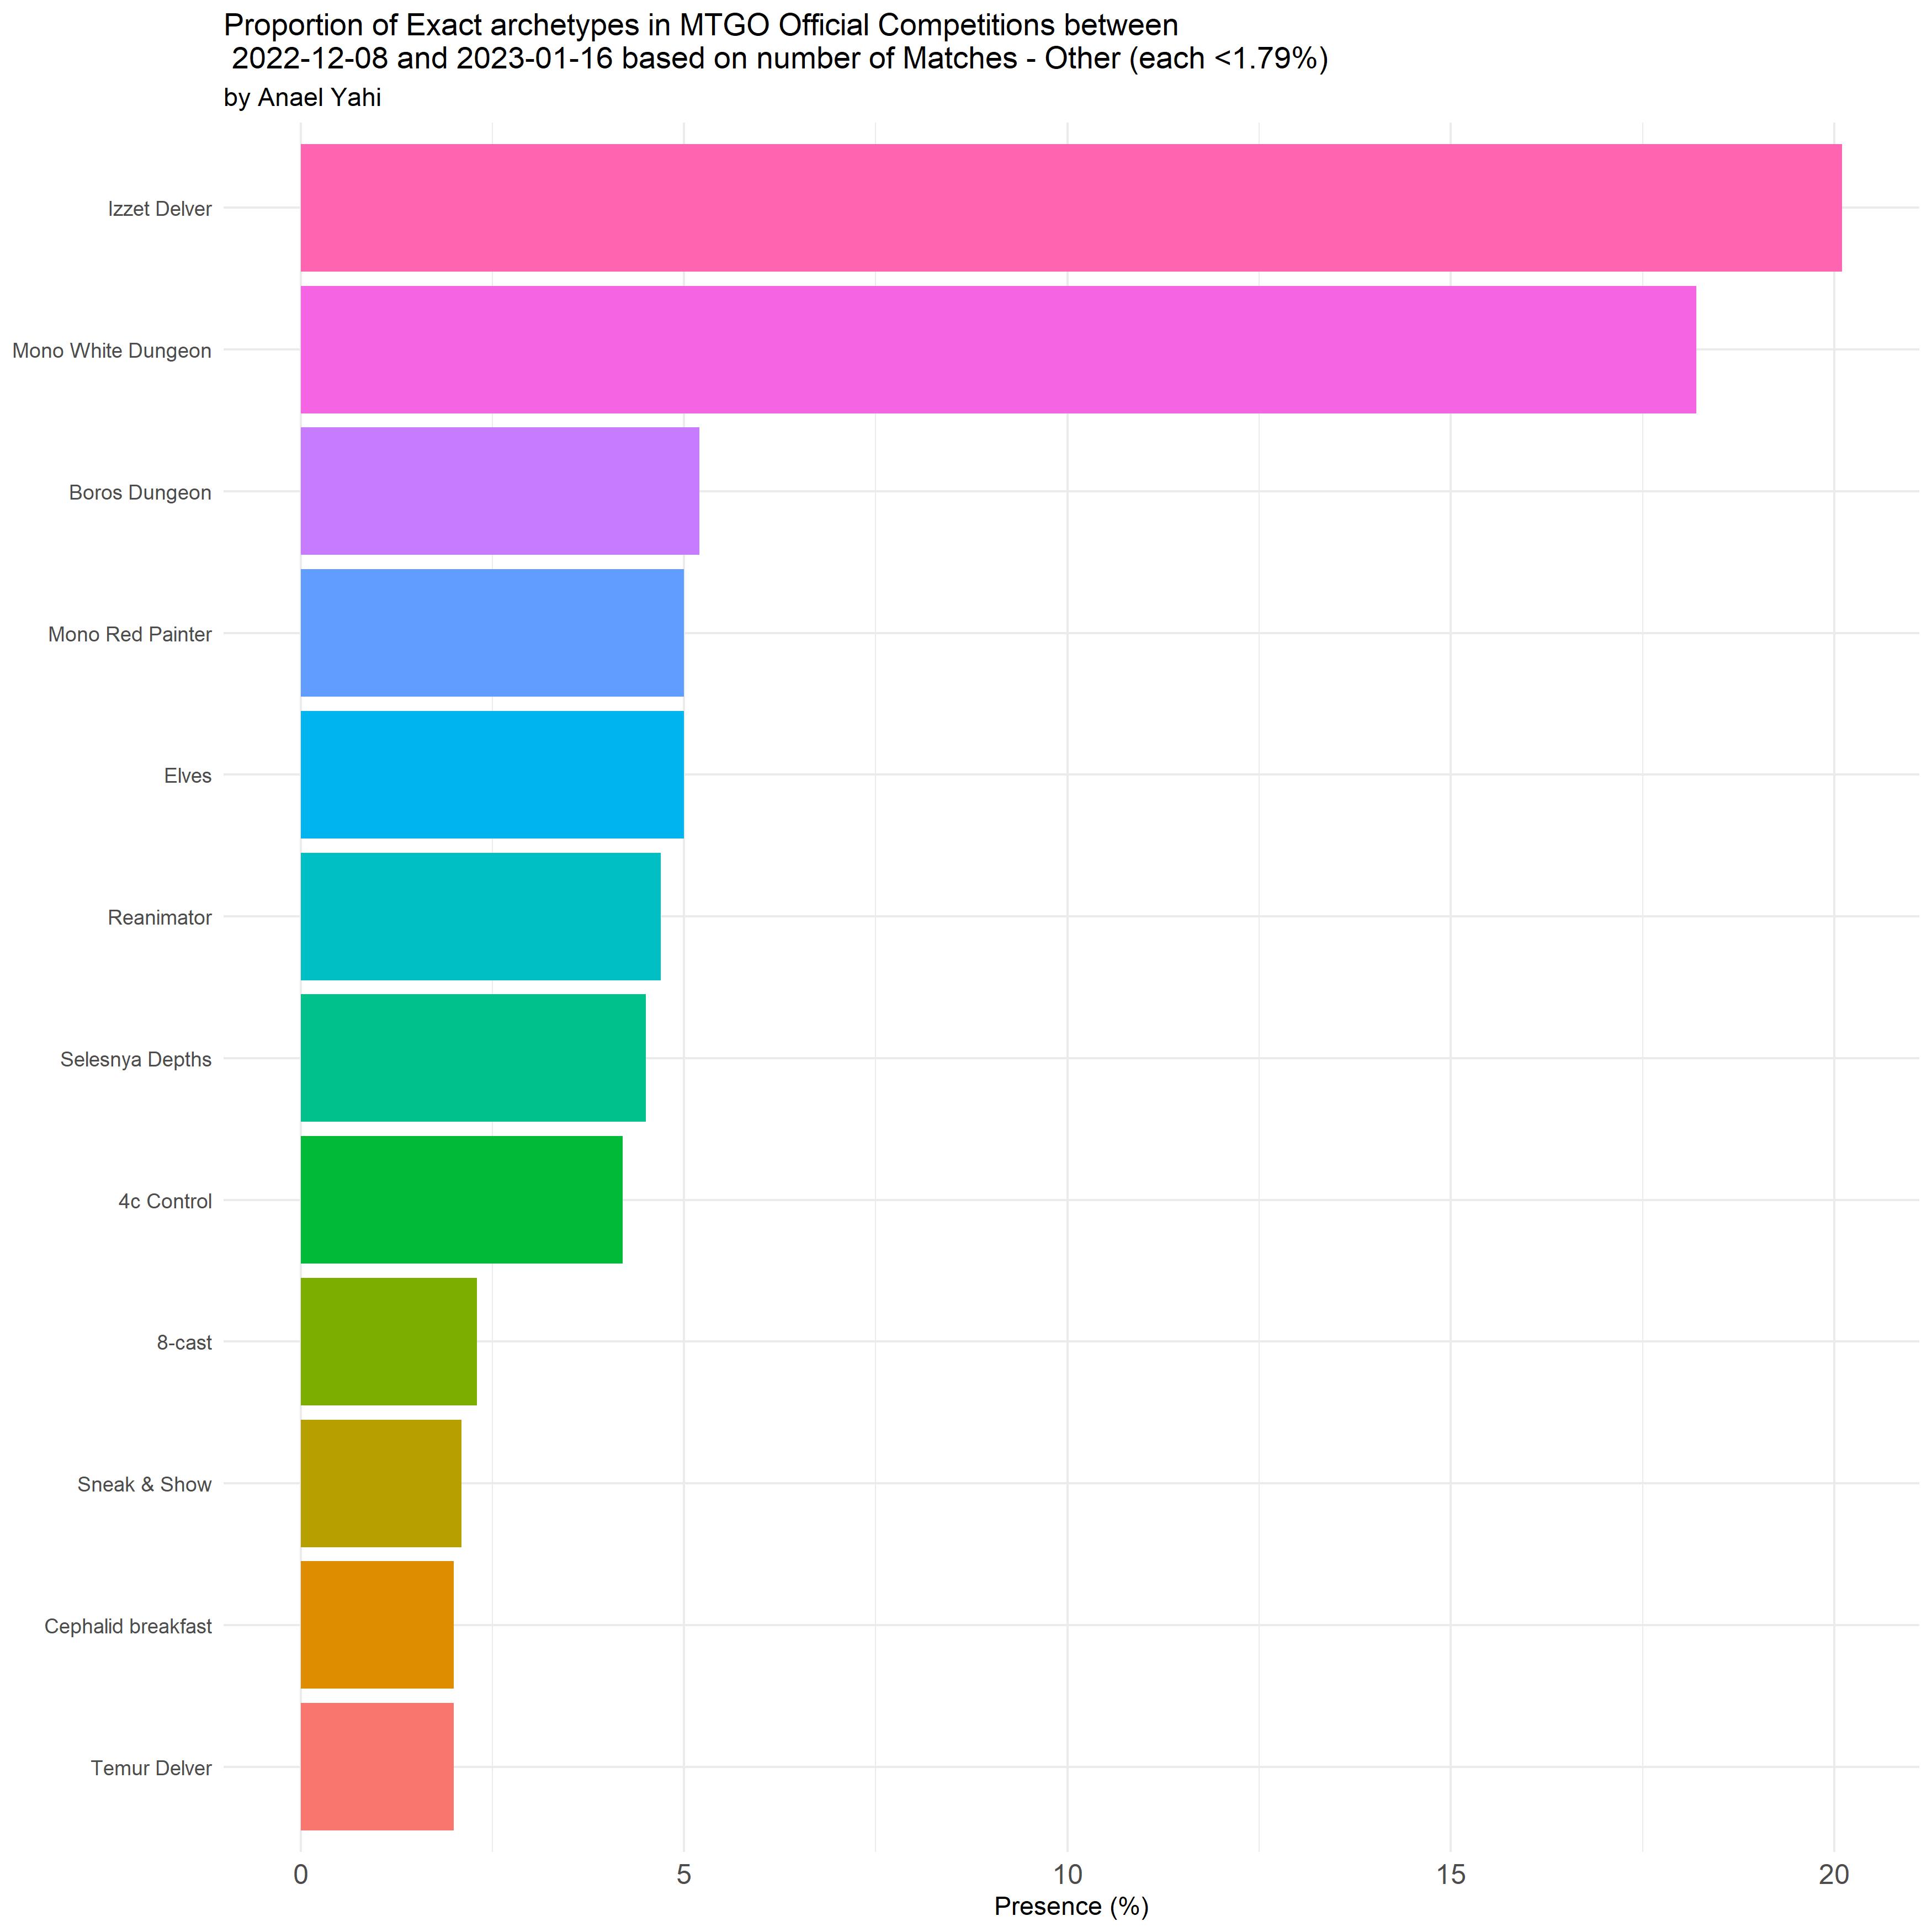 Proportion of Exact archetypes in MTGO Official Competitions between
2022-12-08 and 2023-01-16 based on number of Matches - Other (each <1.79%)
by Anael Yahi
Izzet Delver
Mono White Dungeon
Boros Dungeon
Mono Red Painter
Elves
Reanimator
Selesnya Depths
4c Control
8-cast
Sneak & Show
Cephalid breakfast
Temur Delver
0 5 10 15 20
Presence (%)